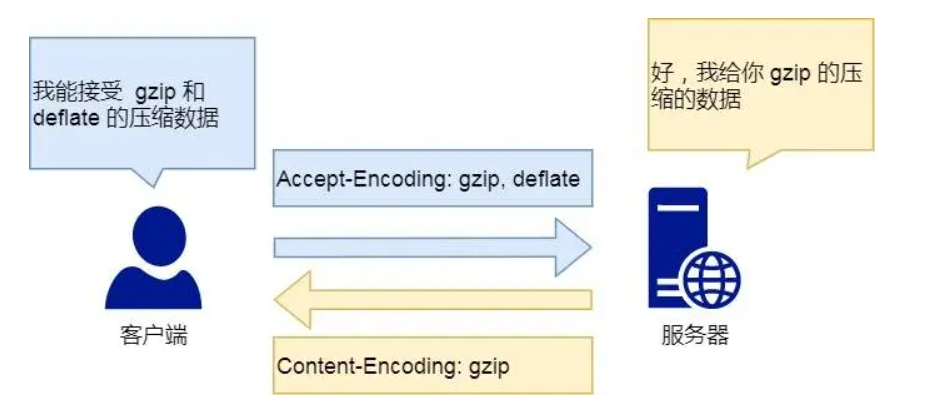 我能接受 gzip 和
deflate 的压缩数据
好，我给你 gzip 的压
缩的数据
Accept-Encoding: gzip, deflate
客户端
服务器
Content-Encoding: gzip